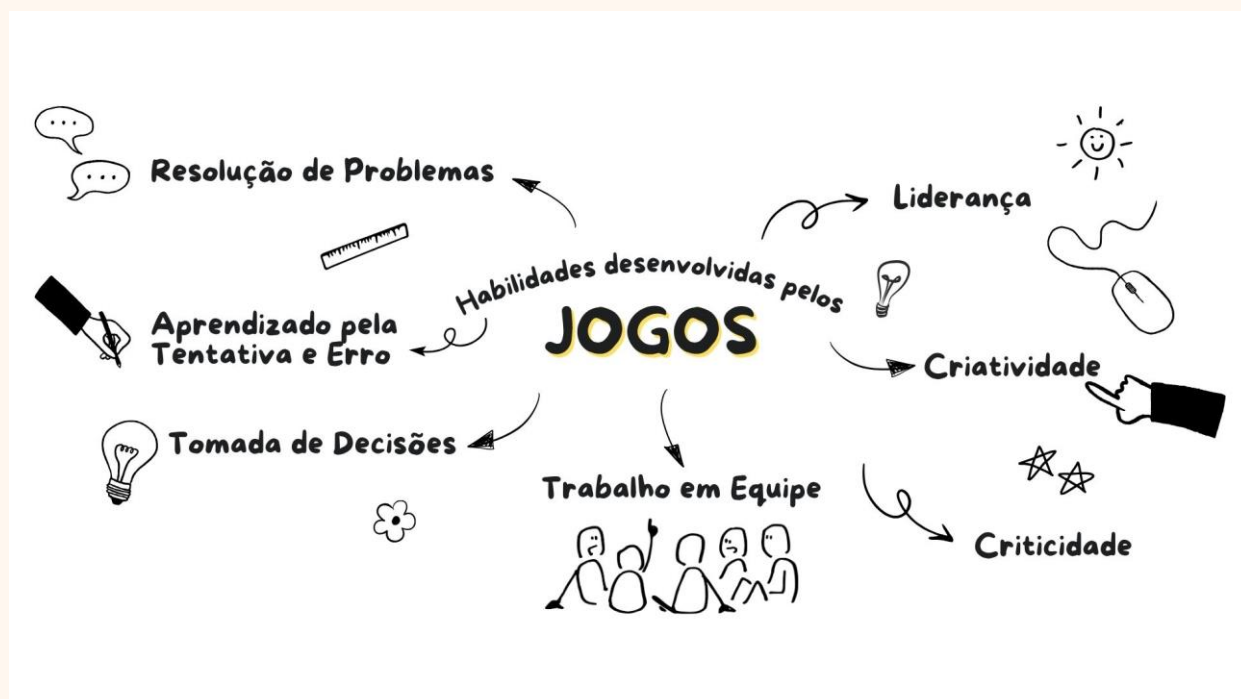 Habilidades desenvolvidas pelos
JOGOS
Resolução de Problemas
Aprendizado pela
Tentativa e Erro
Tomada de Decisões
Trabalho em Equipe
Liderança
Criatividade
Criticidade